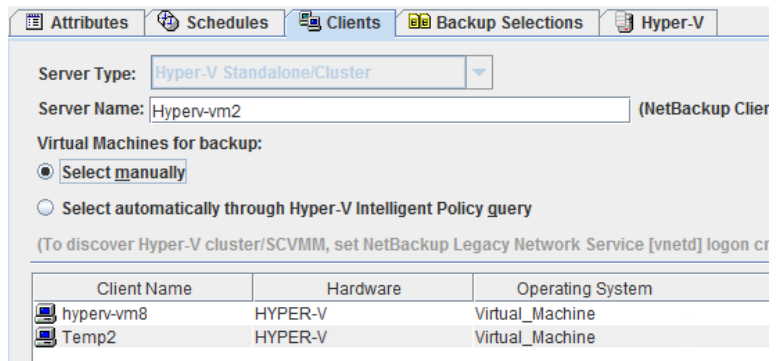 Attributes Schedules Clients Backup Selections Hyper-V
Server Type: Hyper-V Standalone/Cluster
Server Name: Hyperv-vm2 (NetBackup
Virtual Machines for backup:
Select manually
Select automatically through Hyper-V Intelligent Policy query
(To discover Hyper-V cluster/SCVMM, set NetBackup Legacy Network Service [vnetd] logon
Client Name Hardware Operating System
hyperv-vm8 HYPER-V Virtual_Machine
Temp2 HYPER-V Virtual_Machine